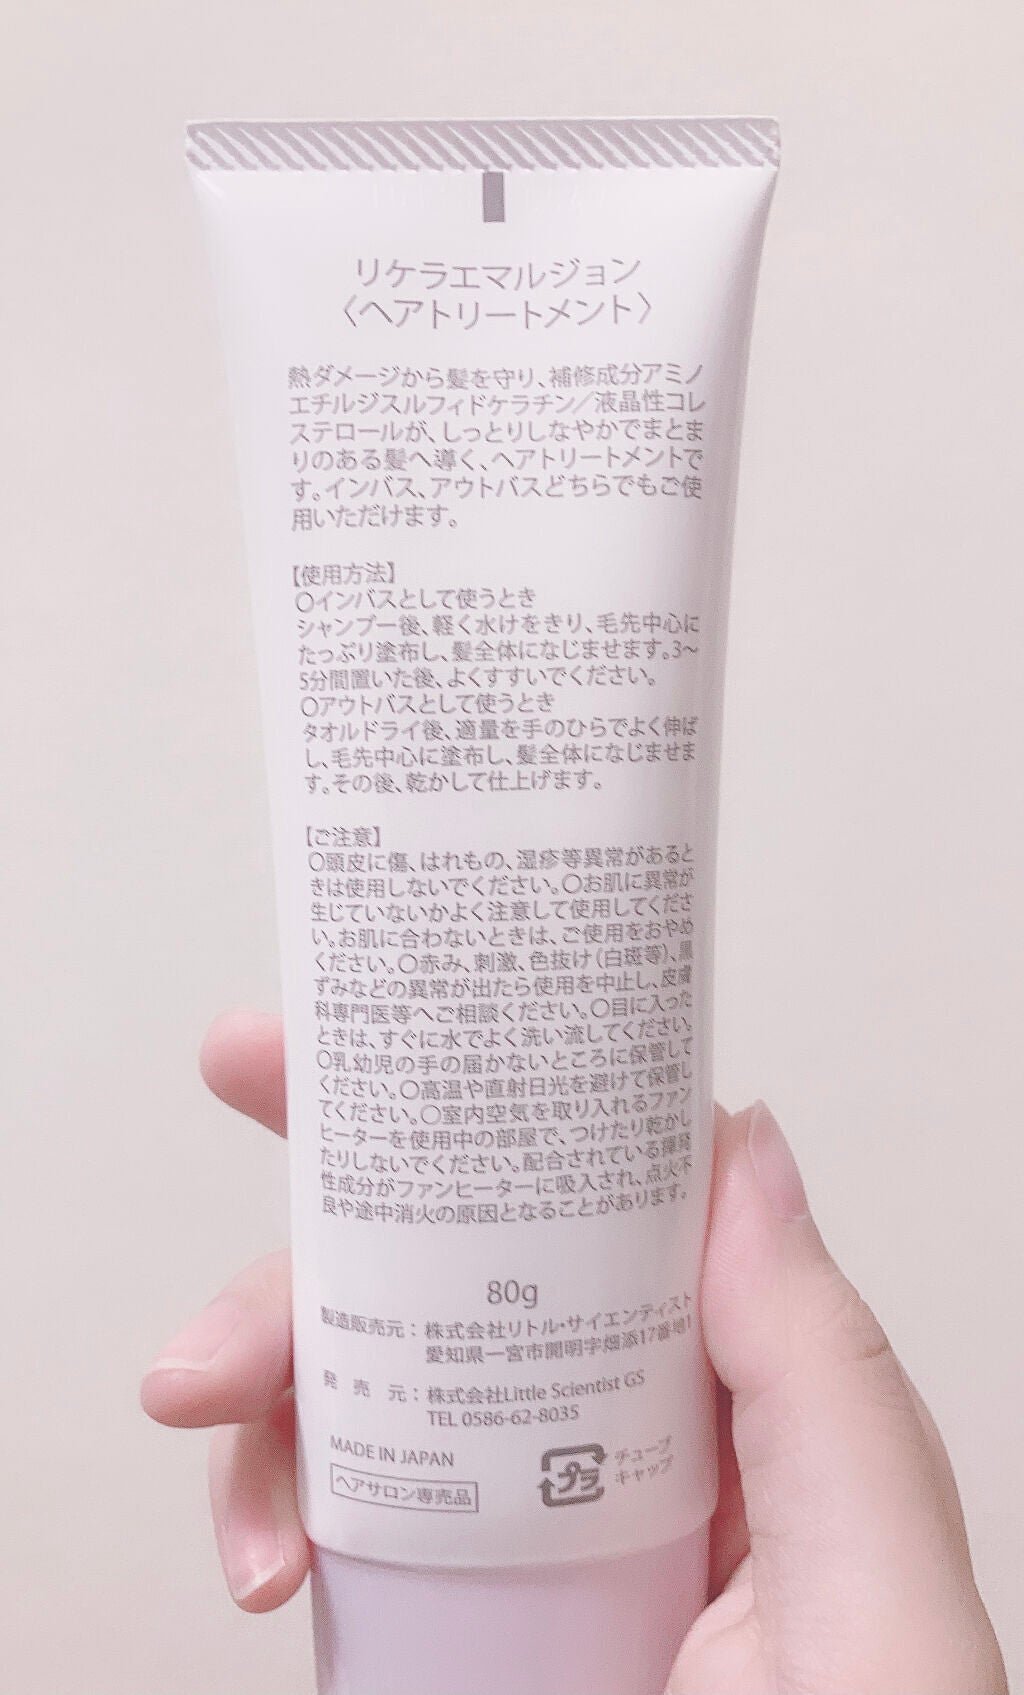 リケラエマルジョン
〈ヘアトリートメント〉
熱ダメージから髪を守り、補修成分アミノ
エチルジスルフィドケラチン／液晶性コレ
ステロールが、しっとりしなやかでまとま
りのある髪へ導く、ヘアトリートメントで
す。インバス、アウトバスどちらでもご使
用いただけます。
【使用方法】
〇インバスとして使うとき
シャンプー後、軽く水けをきり、毛先中心に
たっぷり塗布し、髪全体になじませます。3～
5分間置いた後、よくすすいでください。
〇アウトバスとして使うとき
タオルドライ後、適量を手のひらでよく伸ば
し、毛先中心に塗布し、髪全体になじませま
す。その後、乾かして仕上げます。
【ご注意】
〇頭皮に傷、はれもの、湿疹等異常があると
きは使用しないでください。〇お肌に異常が
生じていないかよく注意して使用してくださ
い。お肌に合わないときは、ご使用をおやめ
ください。〇赤み、刺激、色抜け（白斑等）、黒
ずみなどの異常が出たら使用を中止し、皮膚
科専門医等へご相談ください。〇目に入った
ときは、すぐに水でよく洗い流してください。
〇乳幼児の手の届かないところに保管して
ください。〇高温や直射日光を避けて保管し
てください。〇室内空気を取り入れるファン
ヒーターを使用中の部屋で、つけたり乾かし
たりしないでください。配合されている揮発
性成分がファンヒーターに吸入され、点火不
良や途中消火の原因となることがあります。
80g
製造販売元：株式会社リトル・サイエンティスト
愛知県一宮市開明字畑添17番地1
発 売 元：株式会社Little Scientist GS
TEL 0586-62-8035
MADE IN JAPAN
ヘアサロン専売品
プラ
チューブ
キャップ